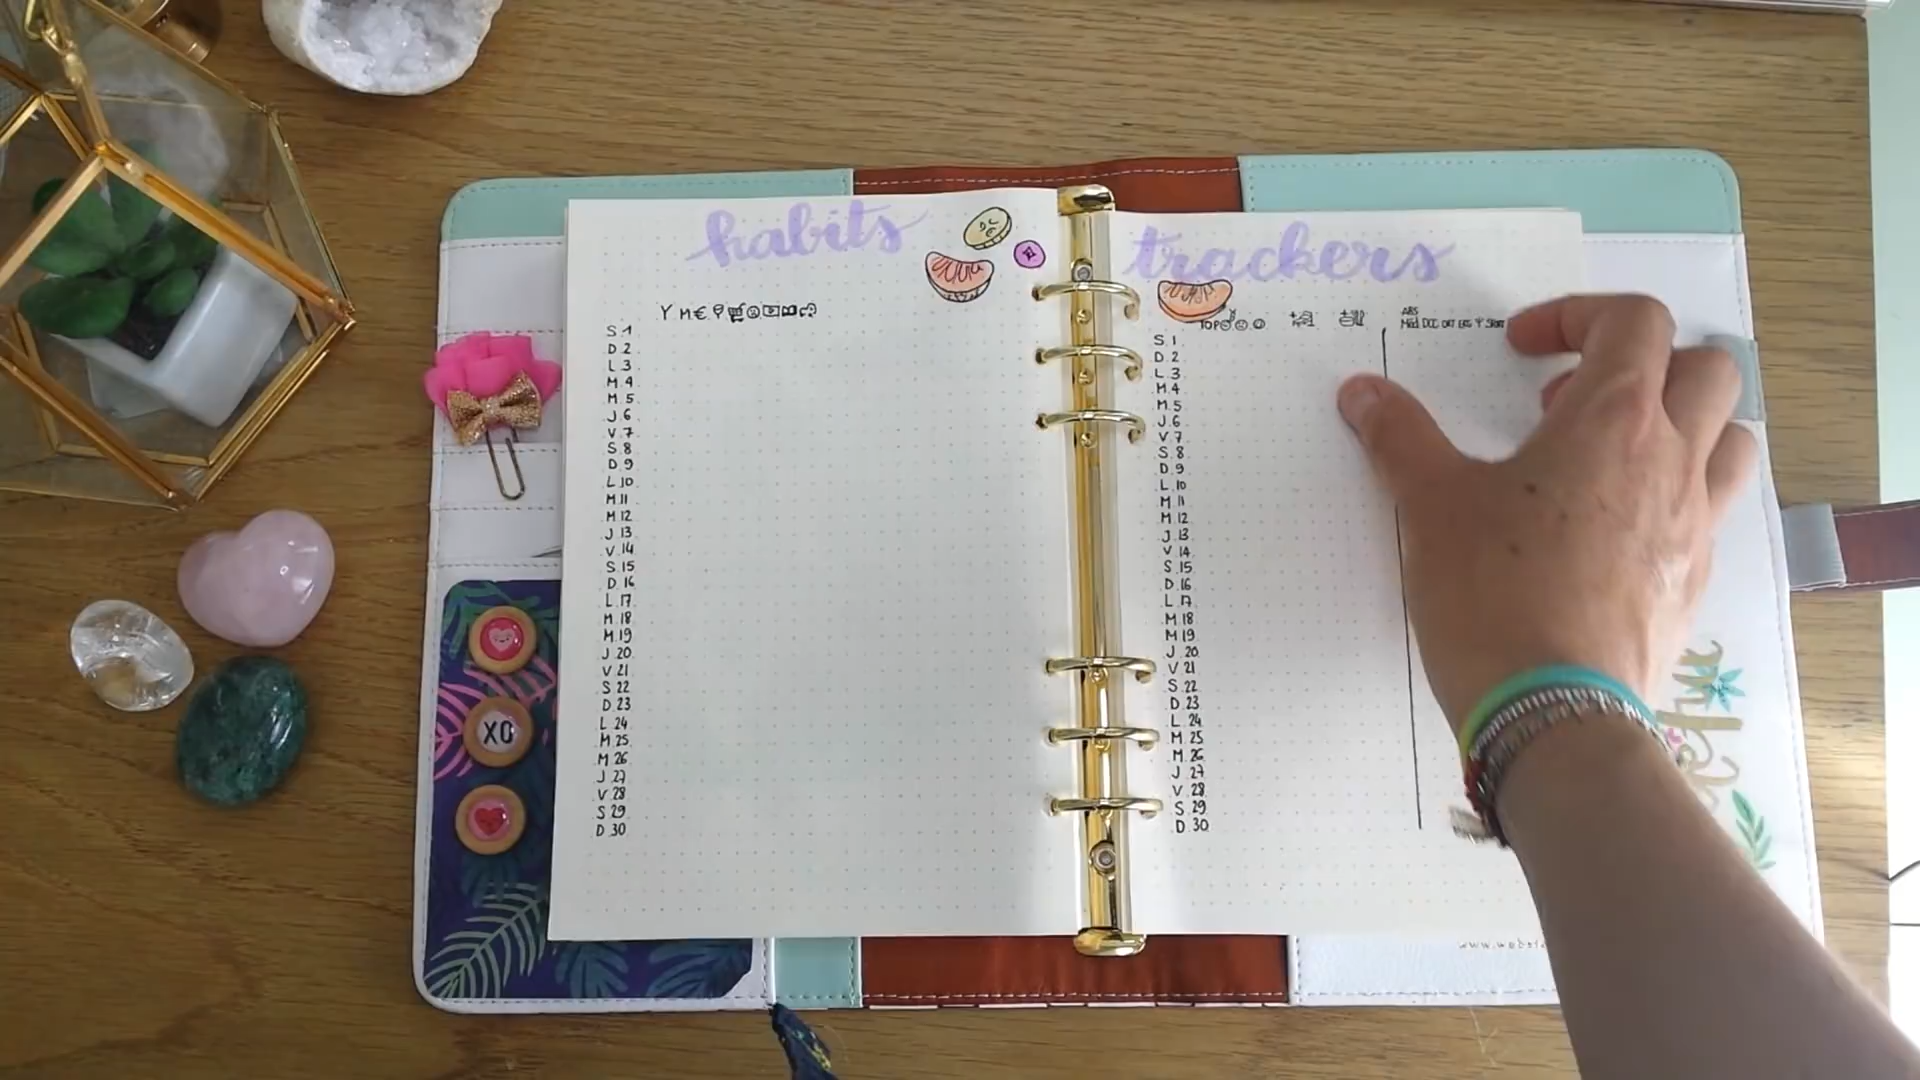 habits
Y M €
S.1
D.2
L.3
M.4
M.5
J.6
V.7
S.8
D.9
L.10
M.11
M.12
J.13
V.14
S.15
D.16
L.17
M.18
M.19
J.20
V.21
S.22
D.23
L.24
M.25
M.26
J.27
V.28
S.29
D.30
trackers
TOP
ABS
S.1
D.2
L.3
M.4
M.5
J.6
V.7
S.8
D.9
L.10
M.11
M.12
J.13
V.14
S.15
D.16
L.17
M.18
M.19
J.20
V.21
S.22
D.23
L.24
M.25
M.26
J.27
V.28
S.29
D.30
XO